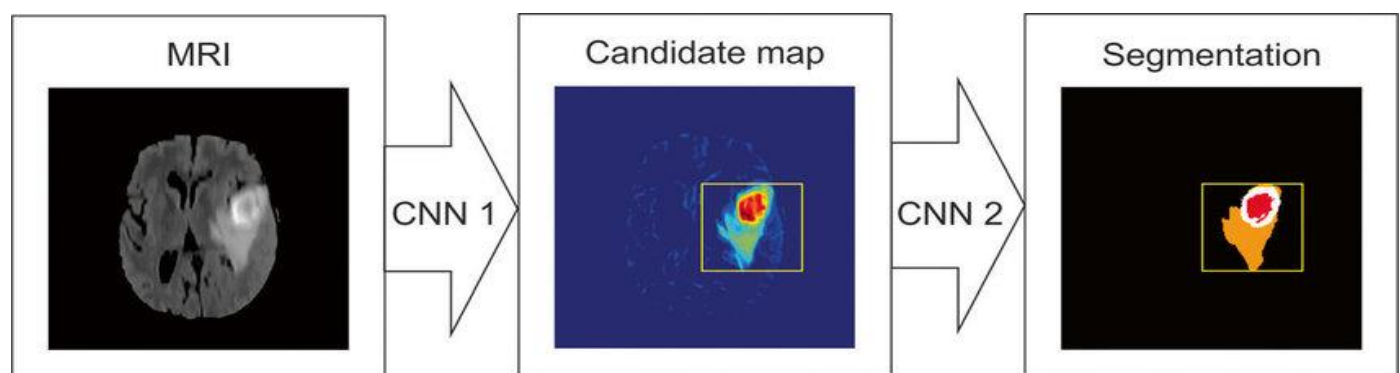 MRI
CNN 1
Candidate map
CNN 2
Segmentation